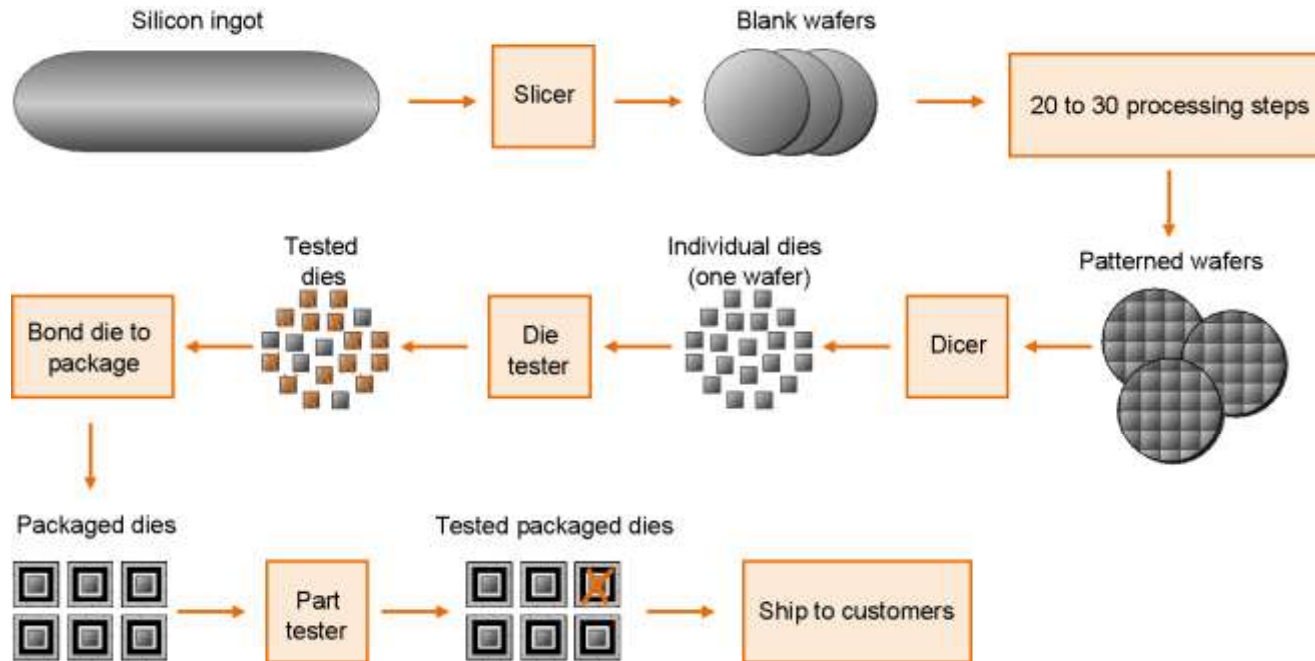 Silicon ingot
Blank wafers
Slicer
20 to 30 processing steps
Tested
dies
Individual dies
(one wafer)
Patterned wafers
Bond die to
package
Die
tester
Dicer
Packaged dies
Tested packaged dies
Part
tester
Ship to customers